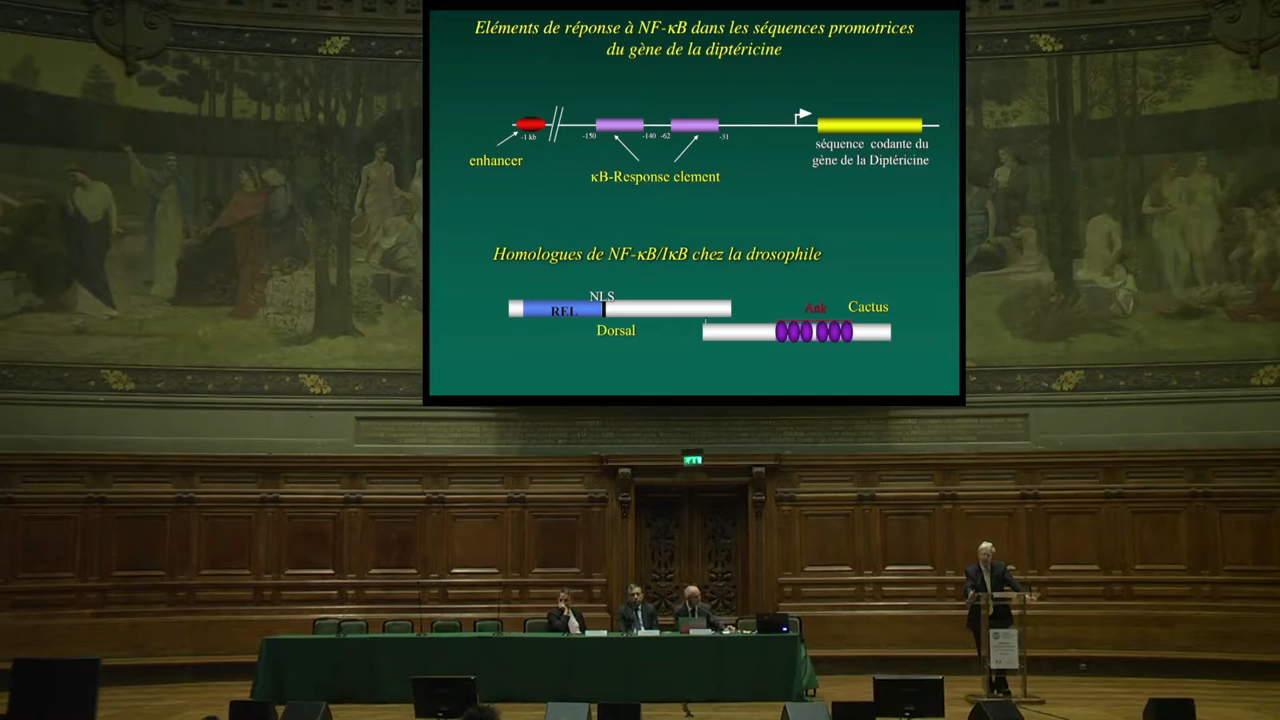 Eléments de réponse à NF-κB dans les séquences promotrices
du gène de la diptéricine
-1 kb
-150
-140
-62
-31
enhancer
κB-Response element
séquence codante du
gène de la Diptéricine
Homologues de NF-κB/IκB chez la drosophile
NLS
REL
Dorsal
Ank
Cactus